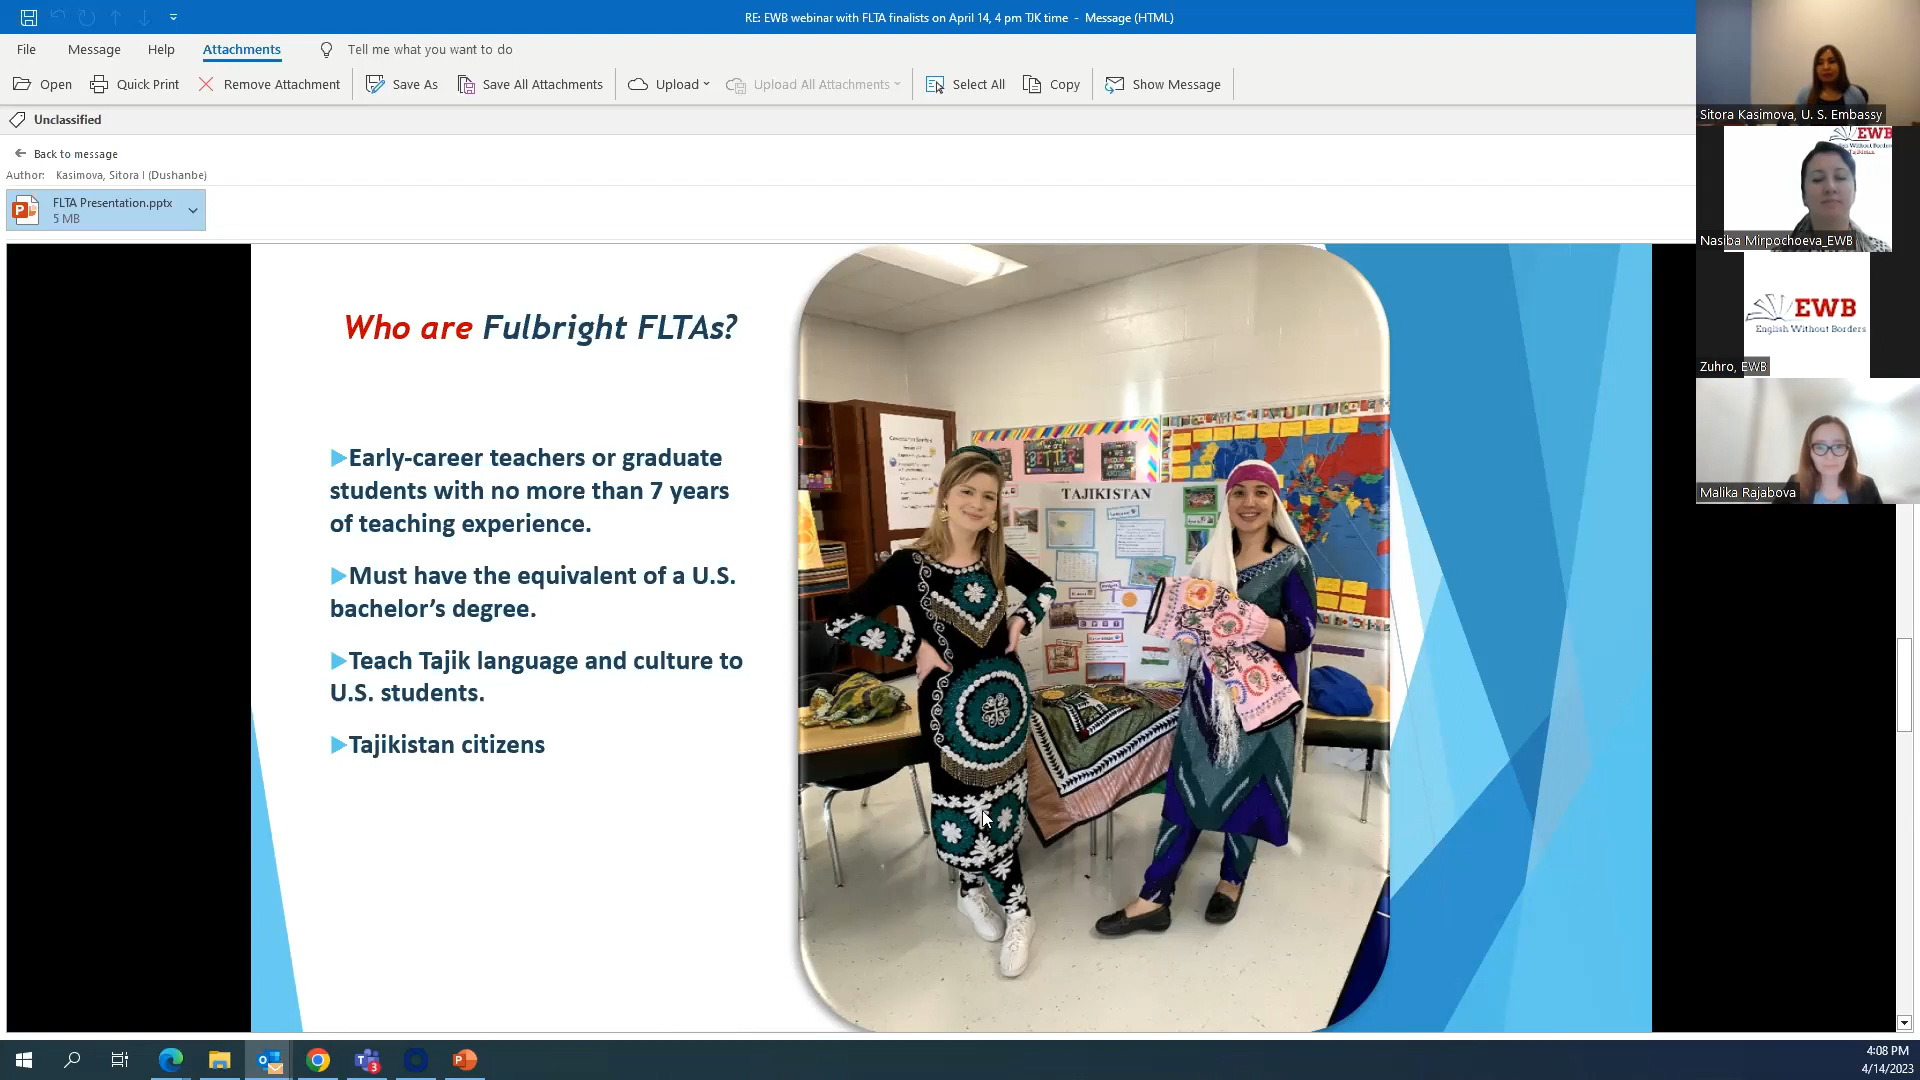 RE: EWB webinar with FLTA finalists on April 14, 4 pm TJK time - Message (HTML)
File Message Help Attachments Tell me what you want to do
Open Quick Print Remove Attachment Save As Save All Attachments Upload Upload All Attachments Select All Copy Show Message
Unclassified
Back to message
Author: Kasimova, Sitora I (Dushanbe)
FLTA Presentation.pptx
5 MB
Who are Fulbright FLTAs?
Early-career teachers or graduate
students with no more than 7 years
of teaching experience.
Must have the equivalent of a U.S.
bachelor's degree.
Teach Tajik language and culture to
U.S. students.
Tajikistan citizens
BETTER
TAJIKISTAN
Sitora Kasimova, U. S. Embassy
EWB
Nasiba Mirpochoeva_EWB
EWB
English Without Borders
Zuhro, EWB
Malika Rajabova
4:08 PM
4/14/2023